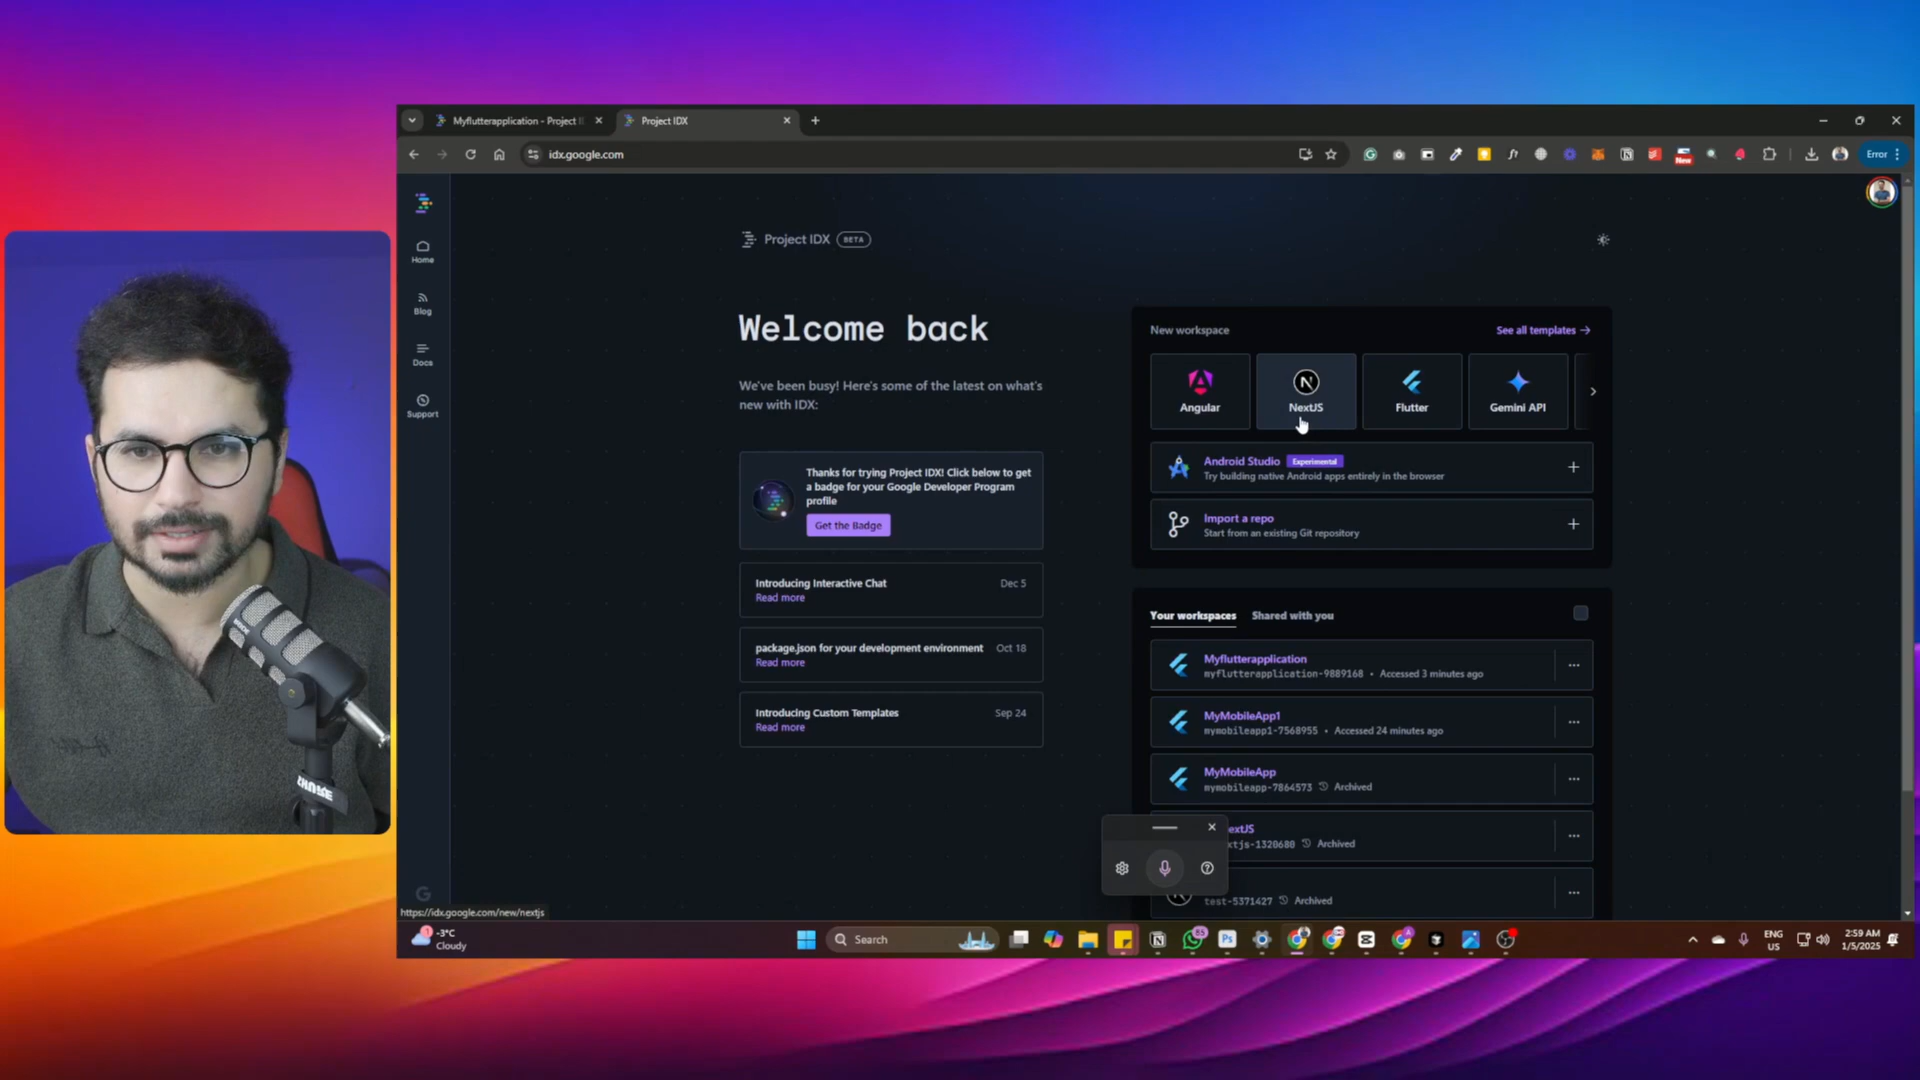 Myflutterapplication - Project I
Project IDX
idx.google.com
New
Error
Home
Blog
Docs
Support
Project IDX BETA
Welcome back
We've been busy! Here's some of the latest on what's
new with IDX:
Thanks for trying Project IDX! Click below to get
a badge for your Google Developer Program
profile
Get the Badge
Introducing Interactive Chat Dec 5
Read more
package.json for your development environment Oct 18
Read more
Introducing Custom Templates Sep 24
Read more
New workspace See all templates →
Angular NextJS Flutter Gemini API
Android Studio Experimental
Try building native Android apps entirely in the browser
Import a repo
Start from an existing Git repository
Your workspaces Shared with you
Myflutterapplication
myflutterapplication-9889168 • Accessed 3 minutes ago
MyMobileApp1
mymobileapp1-7568955 • Accessed 24 minutes ago
MyMobileApp
mymobileapp-7864573 Archived
extJS
xtjs-1320680 Archived
test-5371427 Archived
https://idx.google.com/new/nextjs
1
-3°C
Cloudy
Search
85
Ps
ENG
US
2:59 AM
1/5/2025